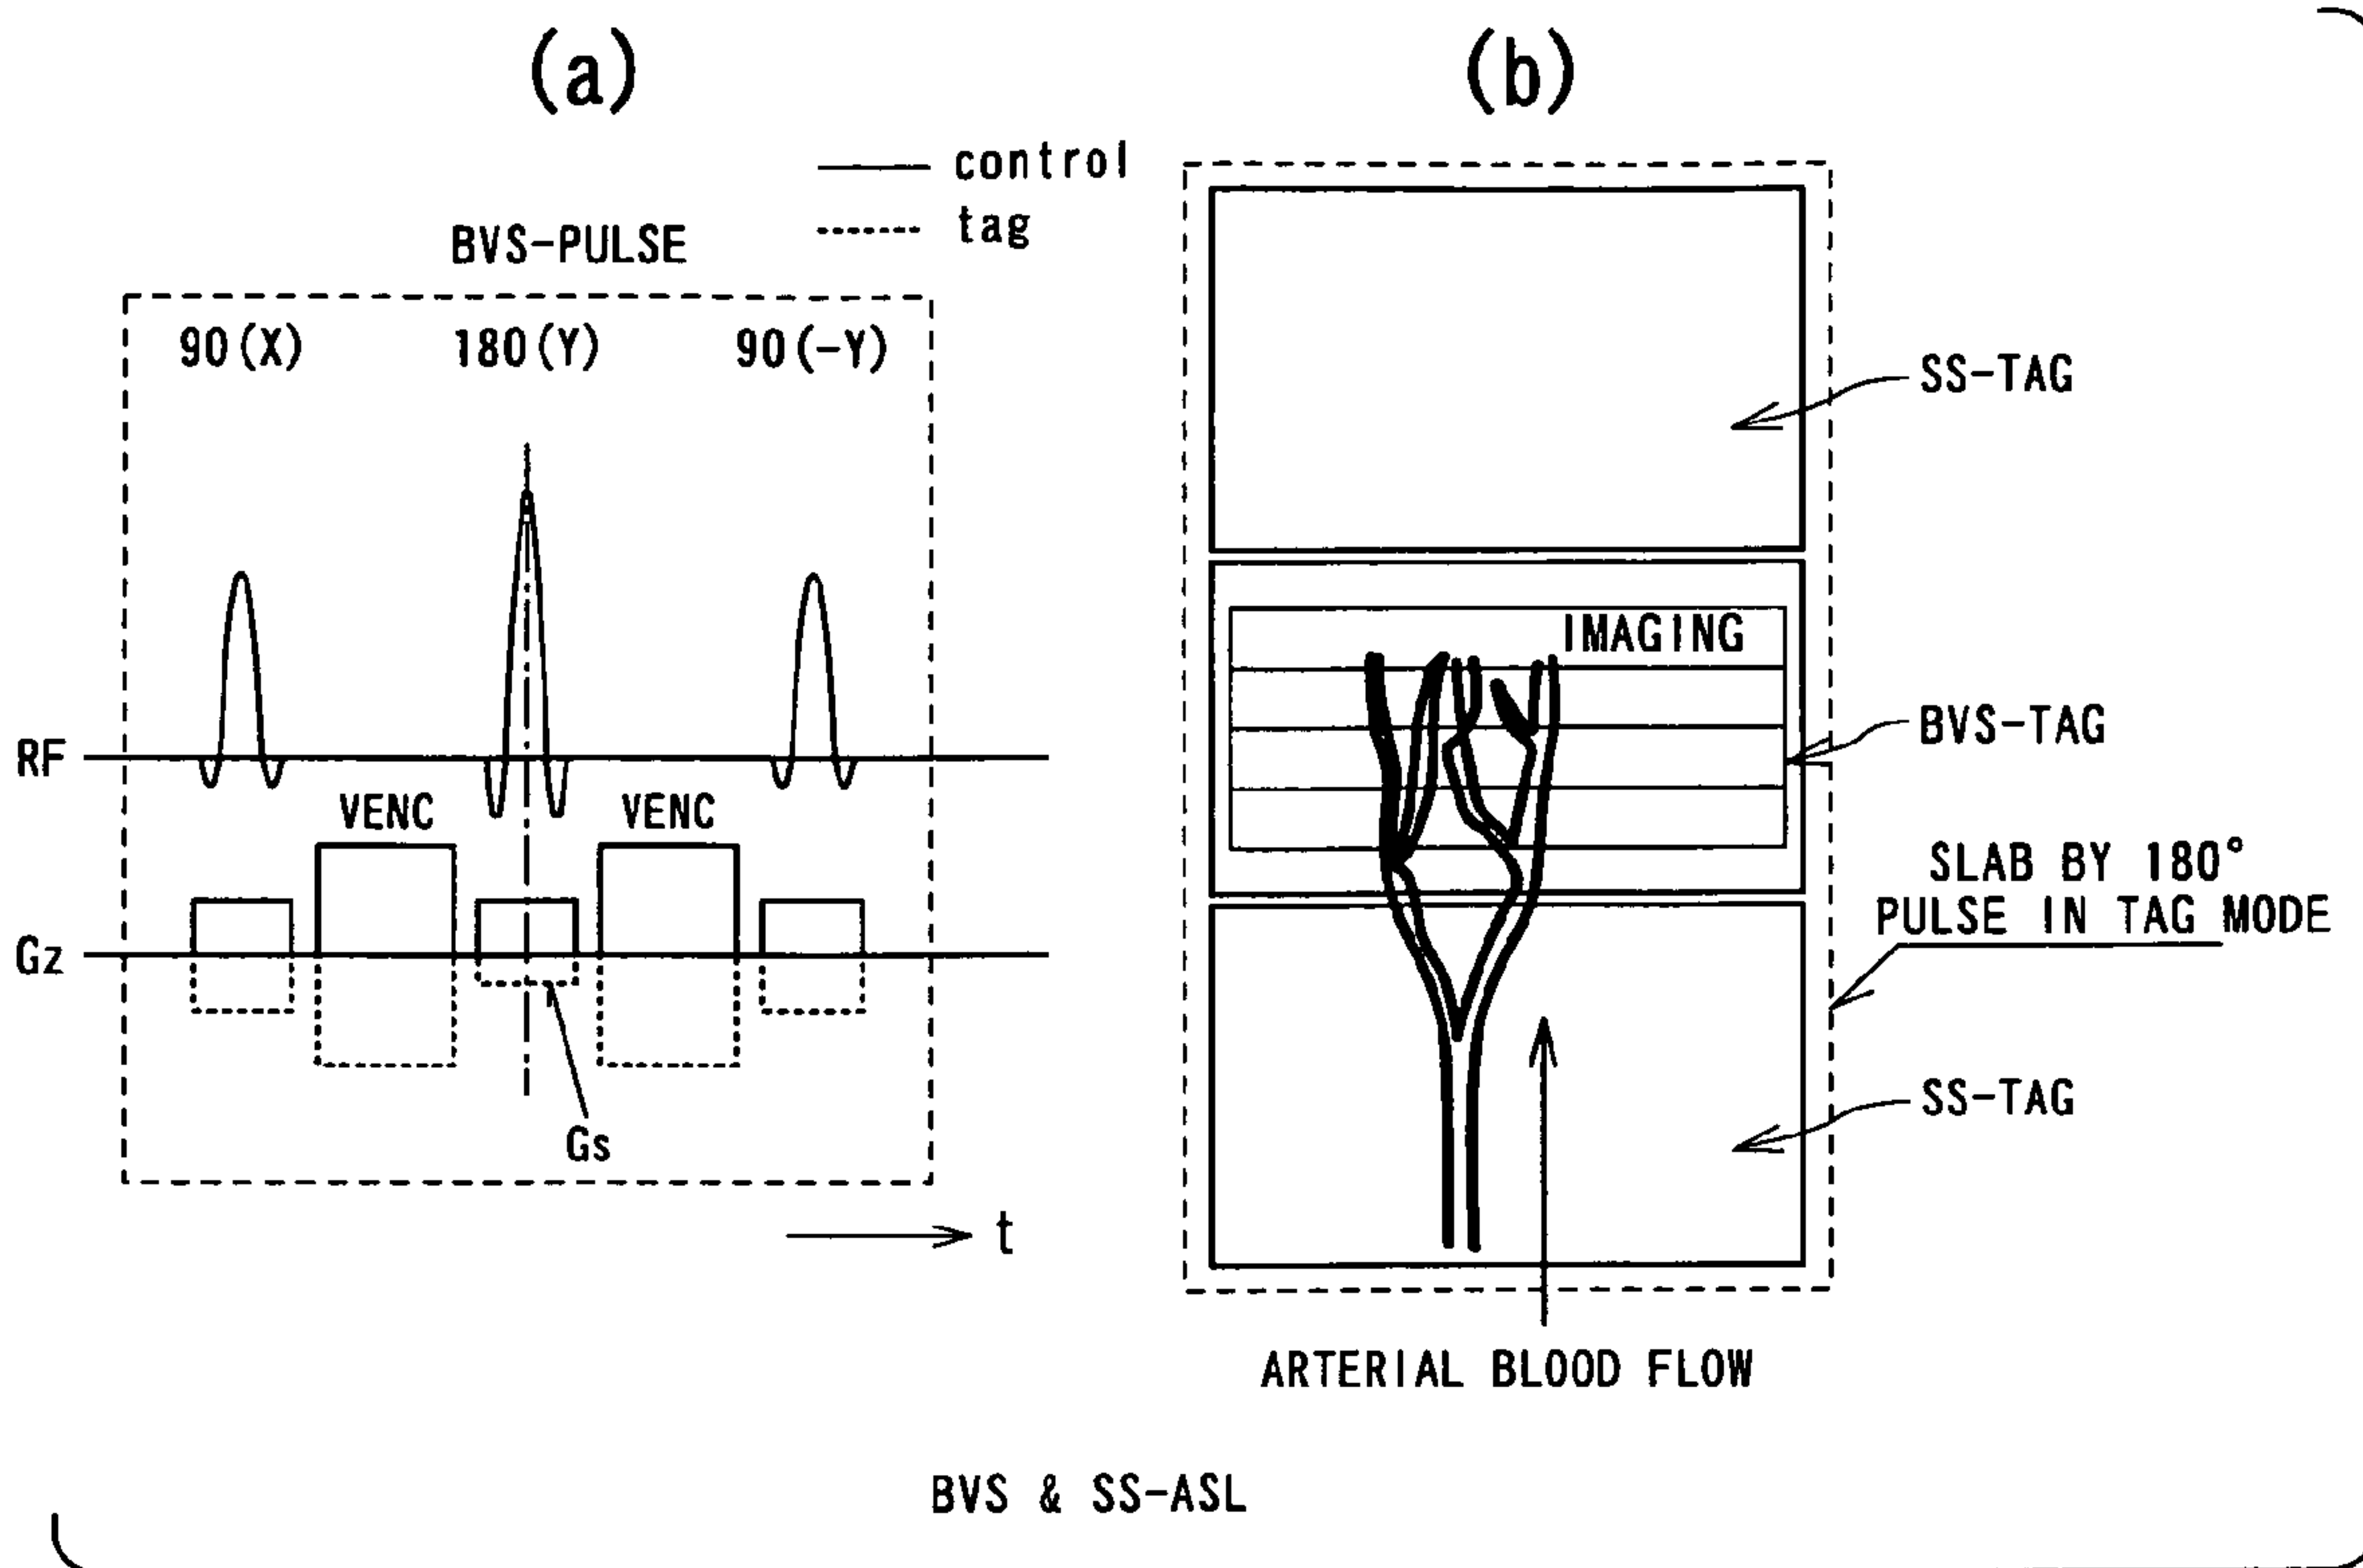 (a)
(b)
control
tag
BVS-PULSE
90(X)
180(Y)
90(-Y)
RF
VENC
VENC
Gz
Gs
t
SS-TAG
IMAGING
BVS-TAG
SLAB BY 180°
PULSE IN TAG MODE
SS-TAG
ARTERIAL BLOOD FLOW
BVS & SS-ASL